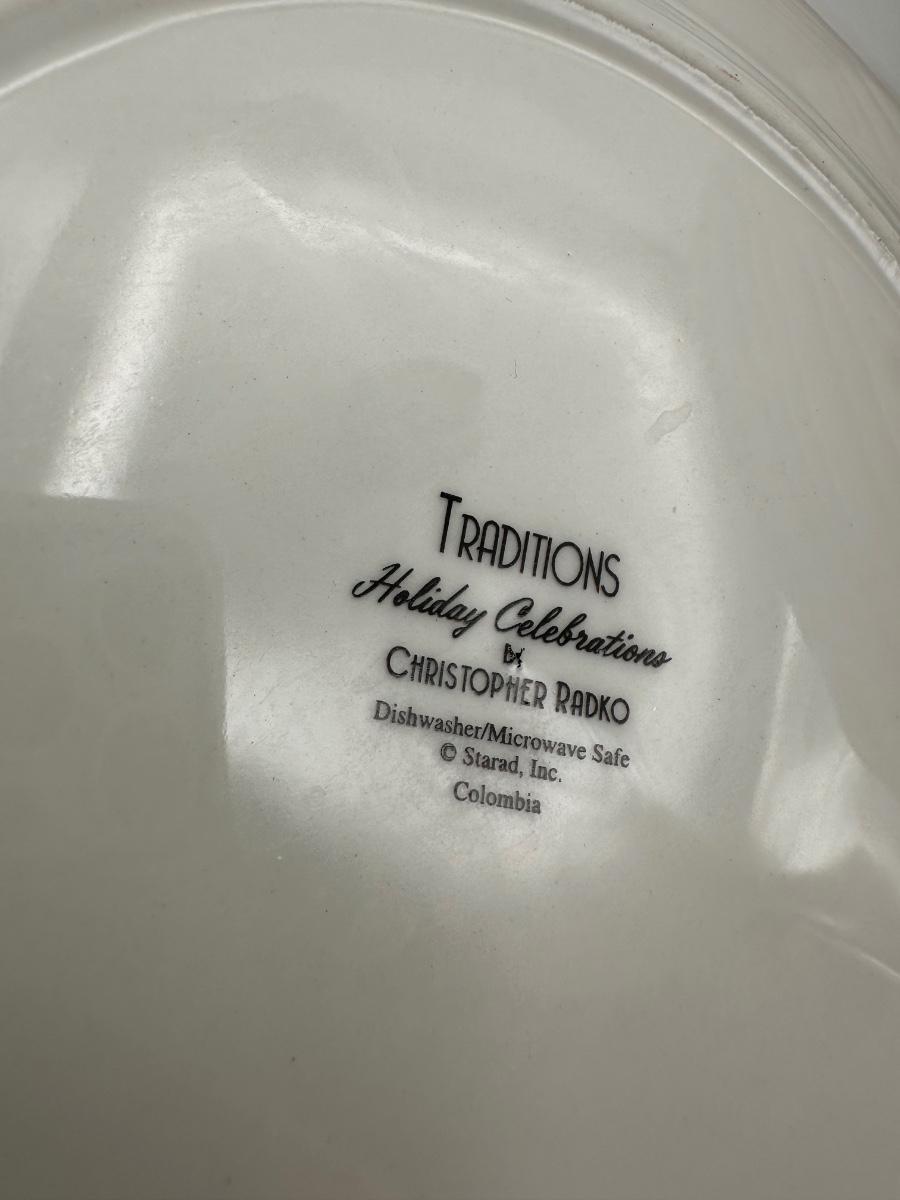 TRADITIONS
Holiday Celebrations
BY
CHRISTOPHER RADKO
Dishwasher/Microwave Safe
© Starad, Inc.
Colombia